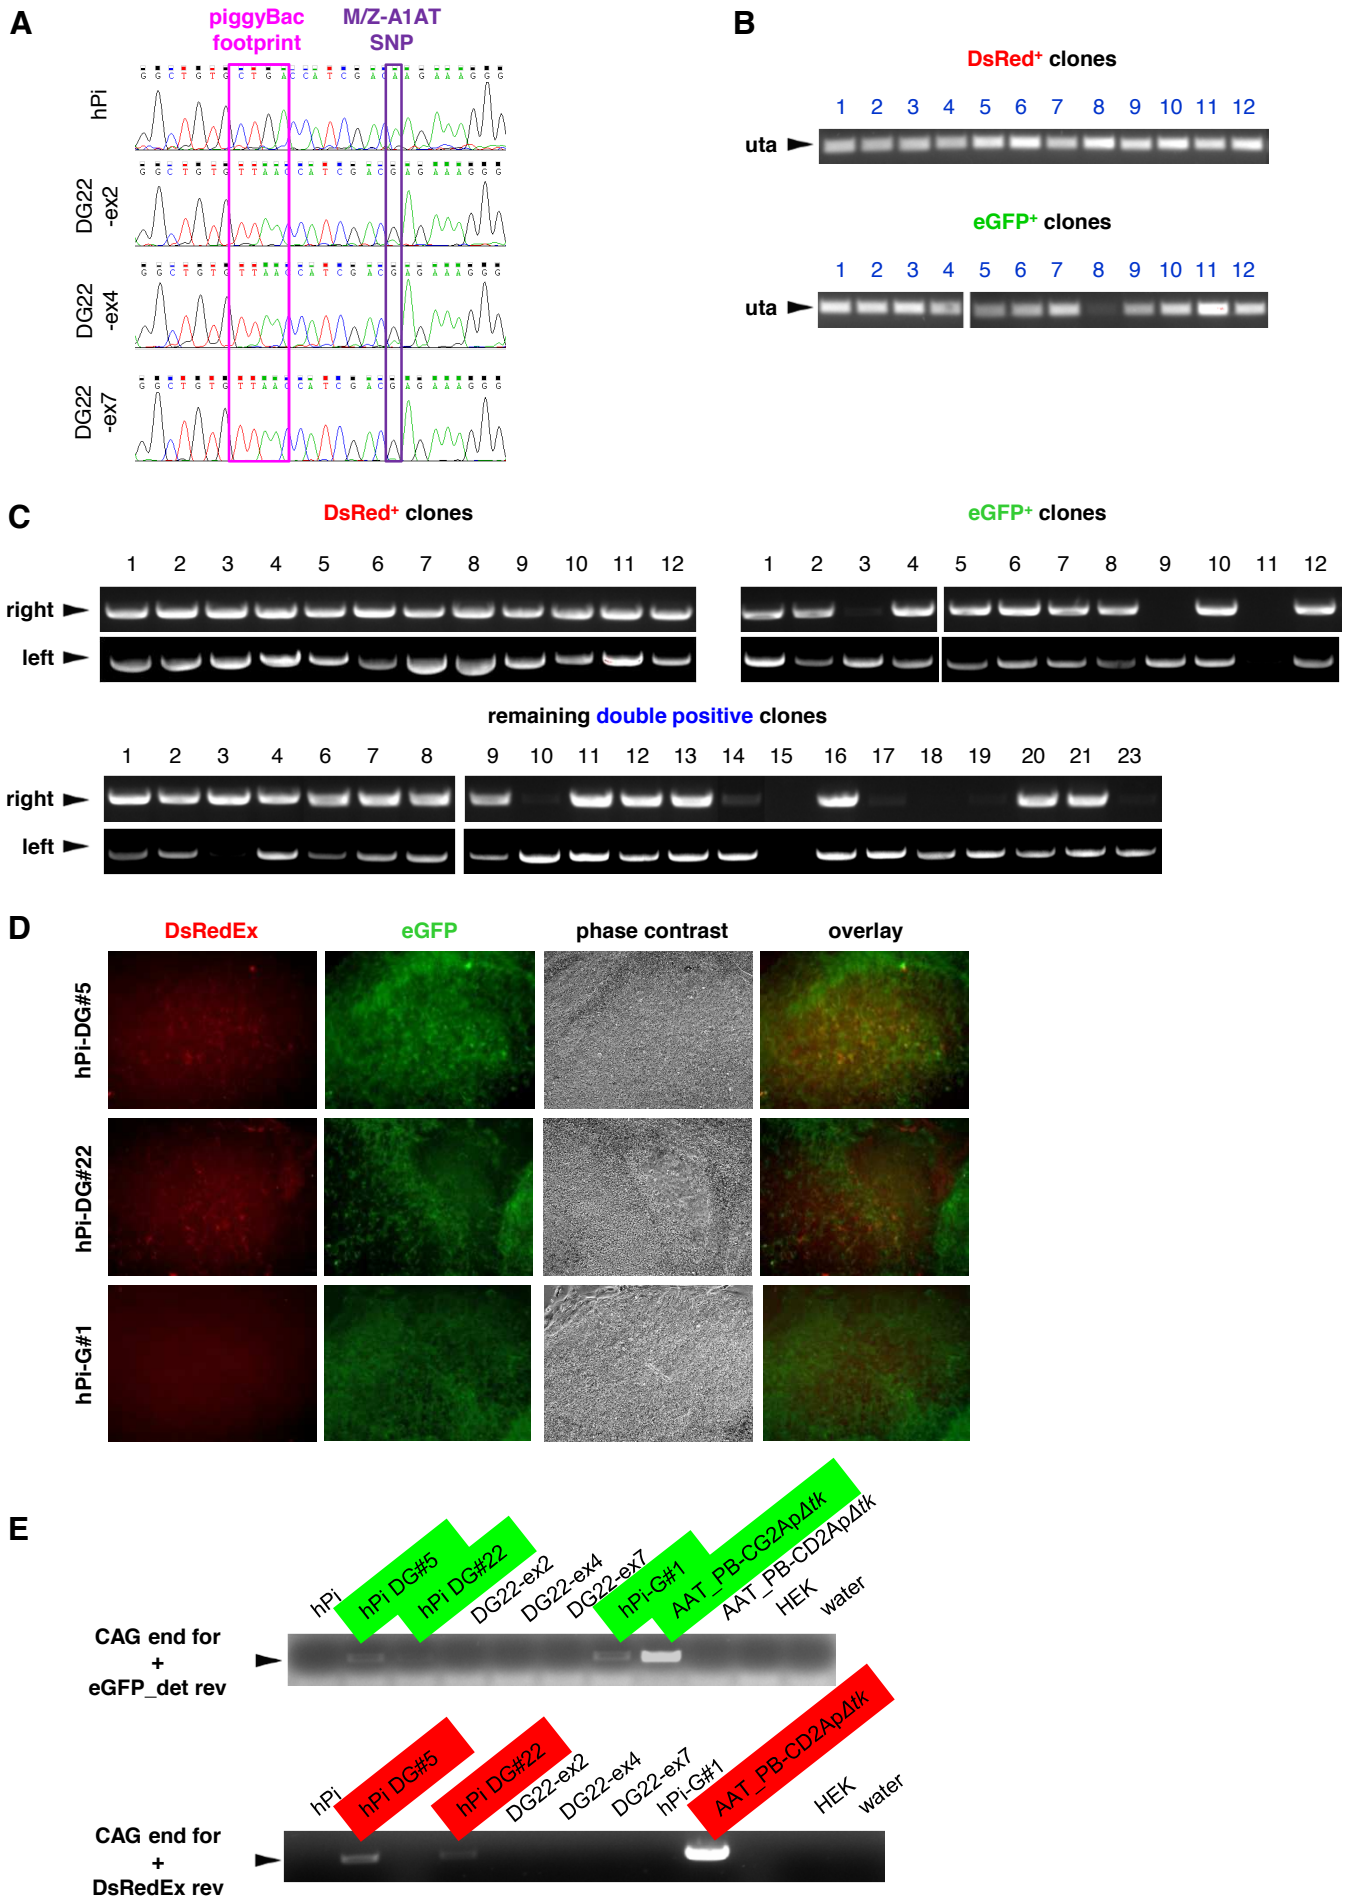 A
piggyBac
footprint
M/Z-A1AT
SNP
hPi
G G C T G T G C T G A C C A T C G A C A A G A A A G G G
DG22
-ex2
G G C T G T G T T A A C C A T C G A C G A G A A A G G G
DG22
-ex4
G G C T G T G T T A A C C A T C G A C G A G A A A G G G
DG22
-ex7
G G C T G T G T T A A C C A T C G A C G A G A A A G G G
B
DsRed+ clones
1 2 3 4 5 6 7 8 9 10 11 12
uta
eGFP+ clones
1 2 3 4 5 6 7 8 9 10 11 12
uta
C
DsRed+ clones
1 2 3 4 5 6 7 8 9 10 11 12
right
left
eGFP+ clones
1 2 3 4 5 6 7 8 9 10 11 12
remaining double positive clones
1 2 3 4 6 7 8 9 10 11 12 13 14 15 16 17 18 19 20 21 23
right
left
D
DsRedEx
eGFP
phase contrast
overlay
hPi-DG#5
hPi-DG#22
hPi-G#1
E
hPi
hPi DG#5
hPi DG#22
DG22-ex2
DG22-ex4
DG22-ex7
hPi-G#1
AAT_PB-CG2ApΔtk
AAT_PB-CD2ApΔtk
HEK
water
CAG end for
+
eGFP_det rev
hPi
hPi DG#5
hPi DG#22
DG22-ex2
DG22-ex4
DG22-ex7
hPi-G#1
AAT_PB-CD2ApΔtk
HEK
water
CAG end for
+
DsRedEx rev